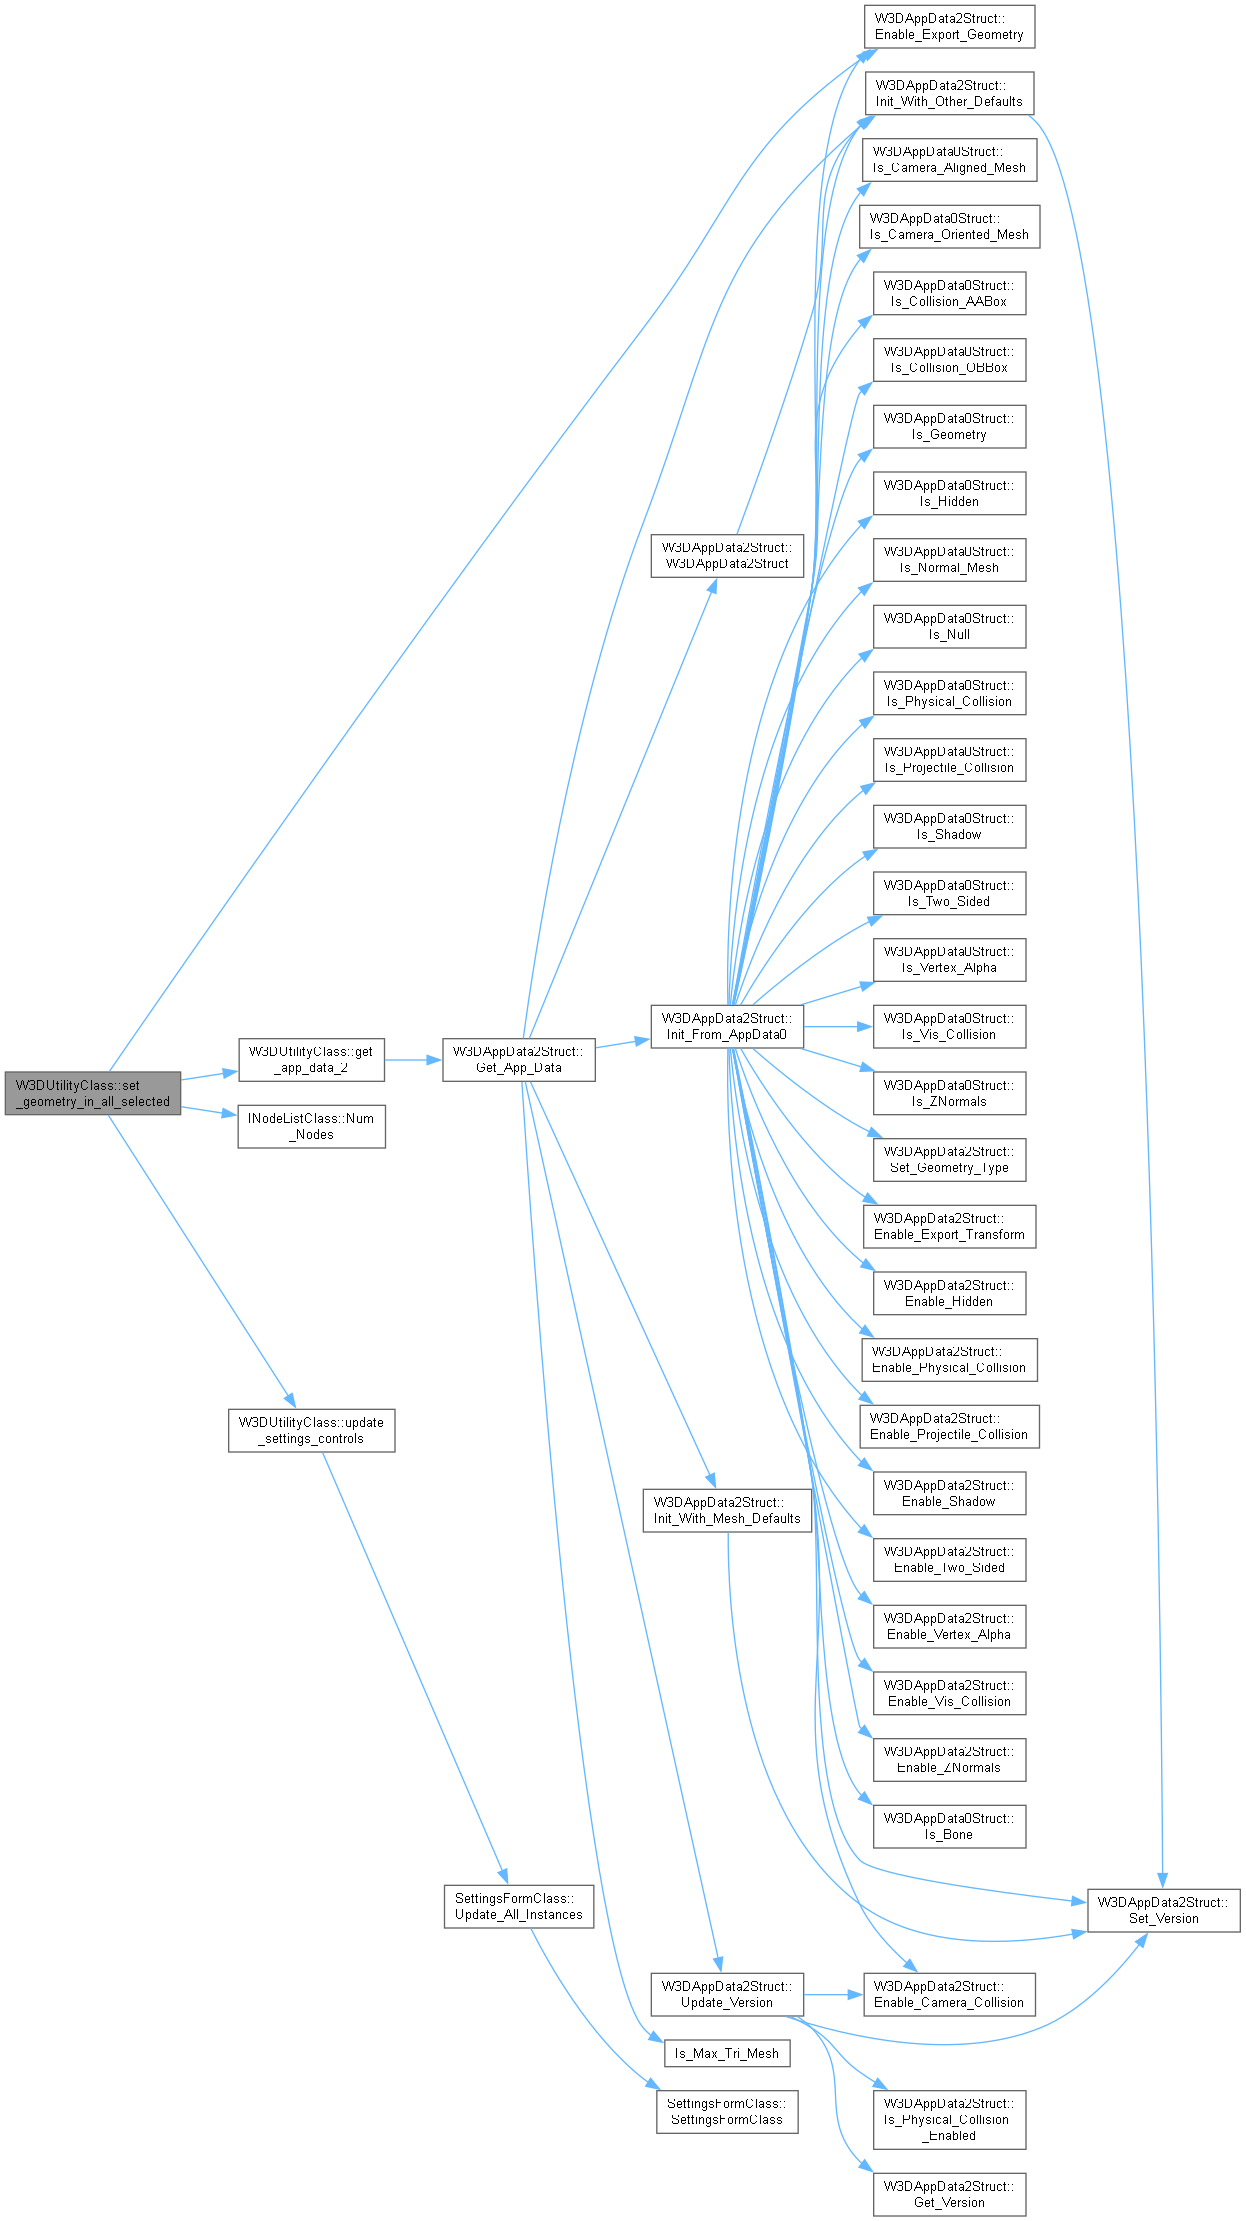 W3DAppData2Struct::
Enable_Export_Geometry
W3DAppData2Struct::
Init_With_Other_Defaults
W3DAppData0Struct::
Is_Camera_Aligned_Mesh
W3DAppData0Struct::
Is_Camera_Oriented_Mesh
W3DAppData0Struct::
Is_Collision_AABox
W3DAppData0Struct::
Is_Collision_OBBox
W3DAppData0Struct::
Is_Geometry
W3DAppData0Struct::
Is_Hidden
W3DAppData2Struct::
W3DAppData2Struct
W3DAppData0Struct::
Is_Normal_Mesh
W3DAppData0Struct::
Is_Null
W3DAppData0Struct::
Is_Physical_Collision
W3DAppData0Struct::
Is_Projectile_Collision
W3DAppData0Struct::
Is_Shadow
W3DAppData0Struct::
Is_Two_Sided
W3DAppData0Struct::
Is_Vertex_Alpha
W3DAppData2Struct::
Init_From_AppData0
W3DAppData0Struct::
Is_Vis_Collision
W3DUtilityClass::get
_app_data_2
W3DAppData2Struct::
Get_App_Data
W3DUtilityClass::set
_geometry_in_all_selected
W3DAppData0Struct::
Is_ZNormals
INodeListClass::Num
_Nodes
W3DAppData2Struct::
Set_Geometry_Type
W3DAppData2Struct::
Enable_Export_Transform
W3DAppData2Struct::
Enable_Hidden
W3DAppData2Struct::
Enable_Physical_Collision
W3DUtilityClass::update
_settings_controls
W3DAppData2Struct::
Enable_Projectile_Collision
W3DAppData2Struct::
Enable_Shadow
W3DAppData2Struct::
Init_With_Mesh_Defaults
W3DAppData2Struct::
Enable_Two_Sided
W3DAppData2Struct::
Enable_Vertex_Alpha
W3DAppData2Struct::
Enable_Vis_Collision
W3DAppData2Struct::
Enable_ZNormals
W3DAppData0Struct::
Is_Bone
SettingsFormClass::
Update_All_Instances
W3DAppData2Struct::
Set_Version
W3DAppData2Struct::
Update_Version
W3DAppData2Struct::
Enable_Camera_Collision
Is_Max_Tri_Mesh
SettingsFormClass::
SettingsFormClass
W3DAppData2Struct::
Is_Physical_Collision
_Enabled
W3DAppData2Struct::
Get_Version